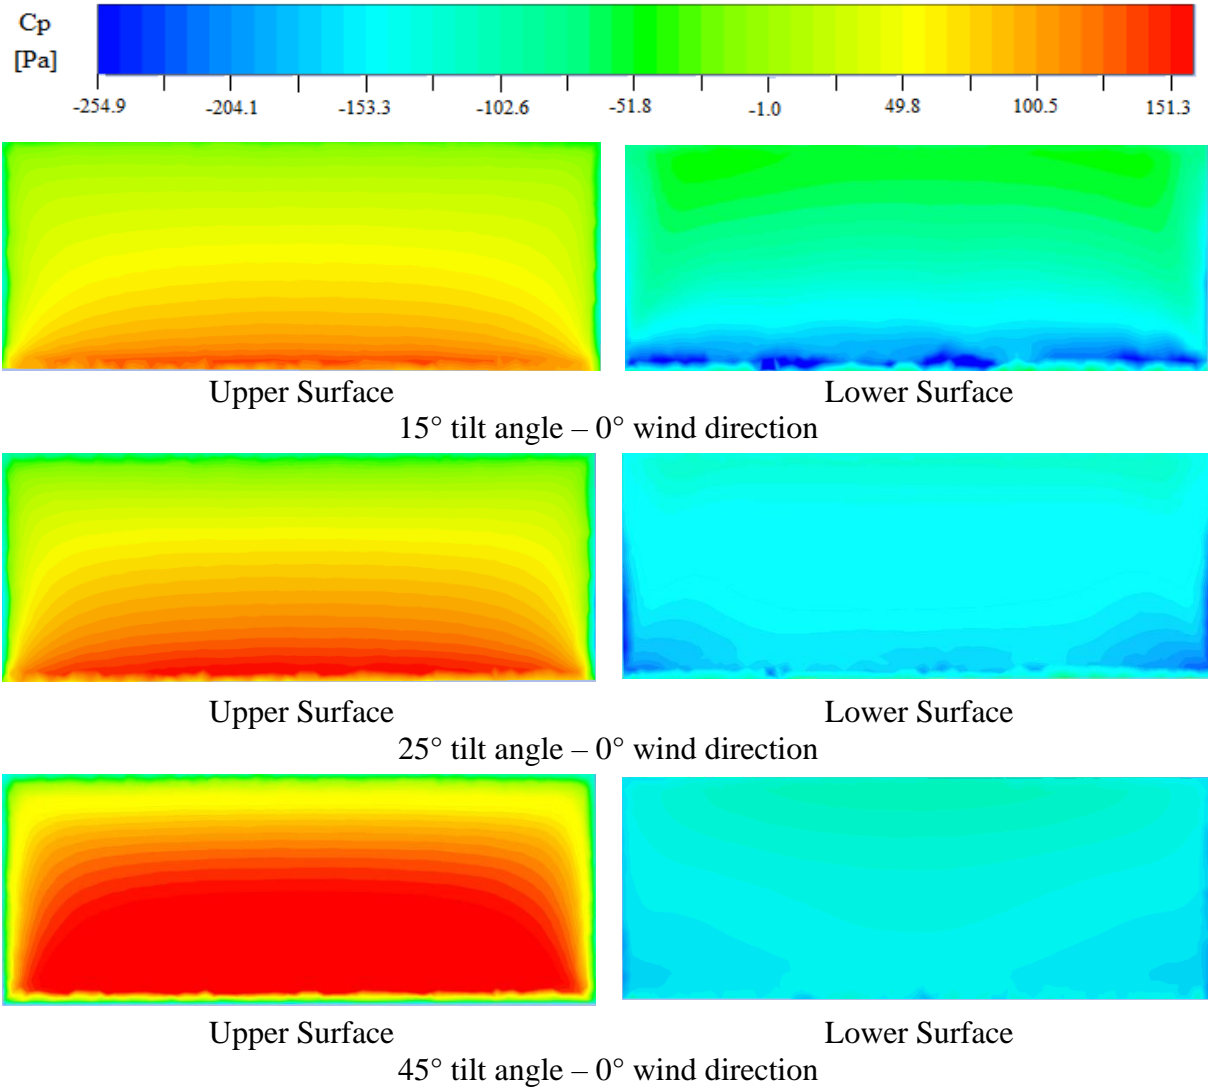 Cp
[Pa]
-254.9 -204.1 -153.3 -102.6 -51.8 -1.0 49.8 100.5 151.3
Upper Surface Lower Surface
15° tilt angle – 0° wind direction
Upper Surface Lower Surface
25° tilt angle – 0° wind direction
Upper Surface Lower Surface
45° tilt angle – 0° wind direction